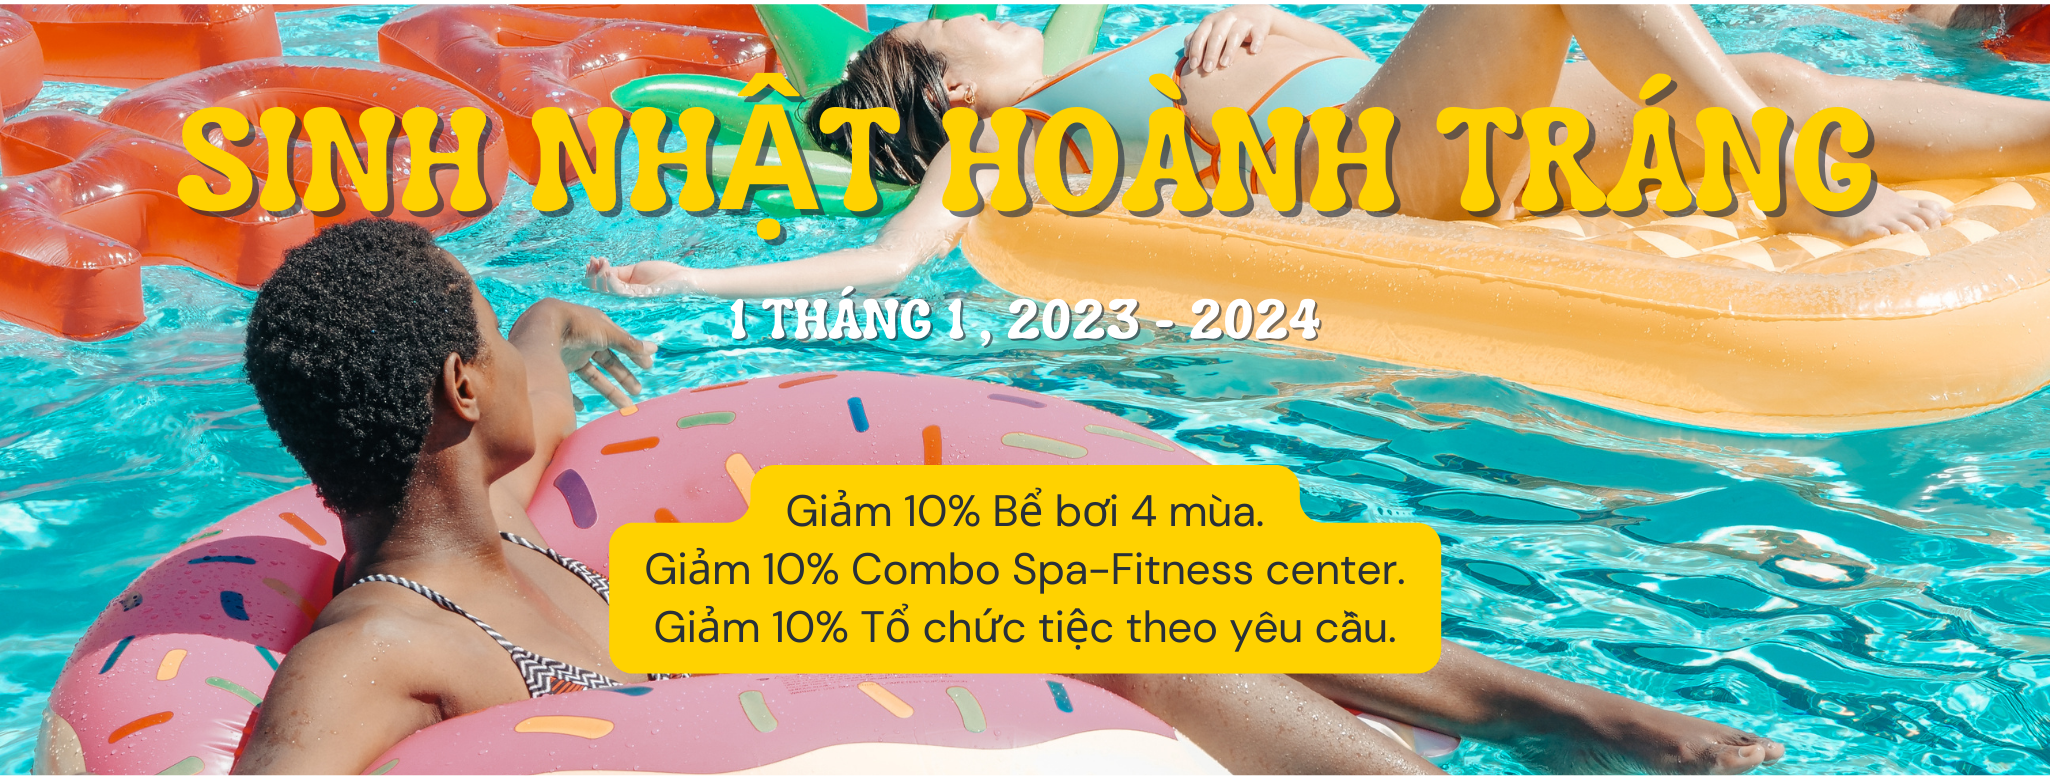 SINH NHẬT HOÀNH TRÁNG
1 THÁNG 1 , 2023 - 2024
Giảm 10% Bể bơi 4 mùa.
Giảm 10% Combo Spa-Fitness center.
Giảm 10% Tổ chức tiệc theo yêu cầu.